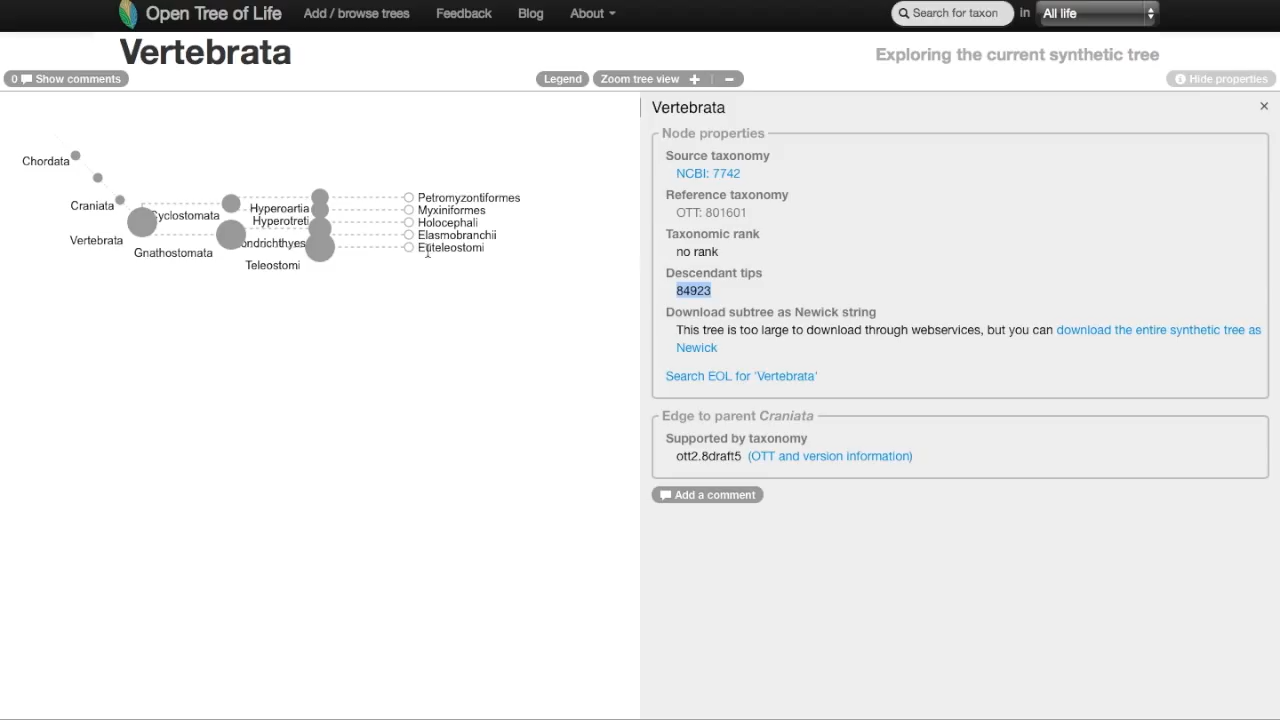 Open Tree of Life
Add / browse trees
Feedback
Blog
About
Search for taxon
in
All life
Vertebrata
Exploring the current synthetic tree
0 Show comments
Legend
Zoom tree view + | −
Hide properties
Chordata
Craniata
Vertebrata
Cyclostomata
Gnathostomata
Hyperoartia
Hyperotreti
ondrichthyes
Teleostomi
Petromyzontiformes
Myxiniformes
Holocephali
Elasmobranchii
Euteleostomi
Vertebrata
×
Node properties
Source taxonomy
NCBI: 7742
Reference taxonomy
OTT: 801601
Taxonomic rank
no rank
Descendant tips
84923
Download subtree as Newick string
This tree is too large to download through webservices, but you can download the entire synthetic tree as
Newick
Search EOL for 'Vertebrata'
Edge to parent Craniata
Supported by taxonomy
ott2.8draft5 (OTT and version information)
Add a comment